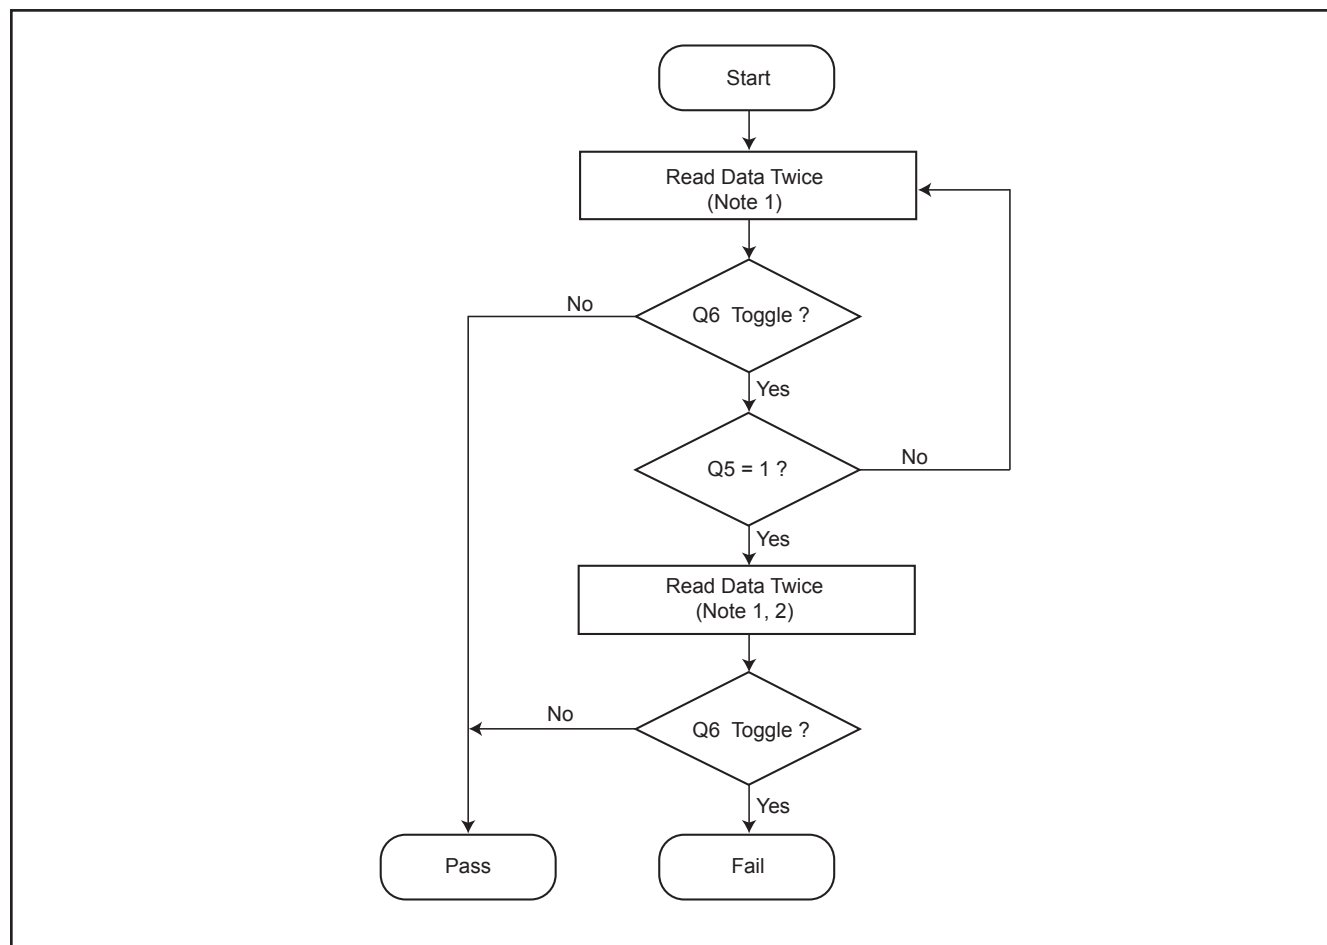 Start
Read Data Twice
(Note 1)
No
Q6  Toggle ?
Yes
Q5 = 1 ?
No
Yes
Read Data Twice
(Note 1, 2)
No
Q6  Toggle ?
Yes
Pass
Fail